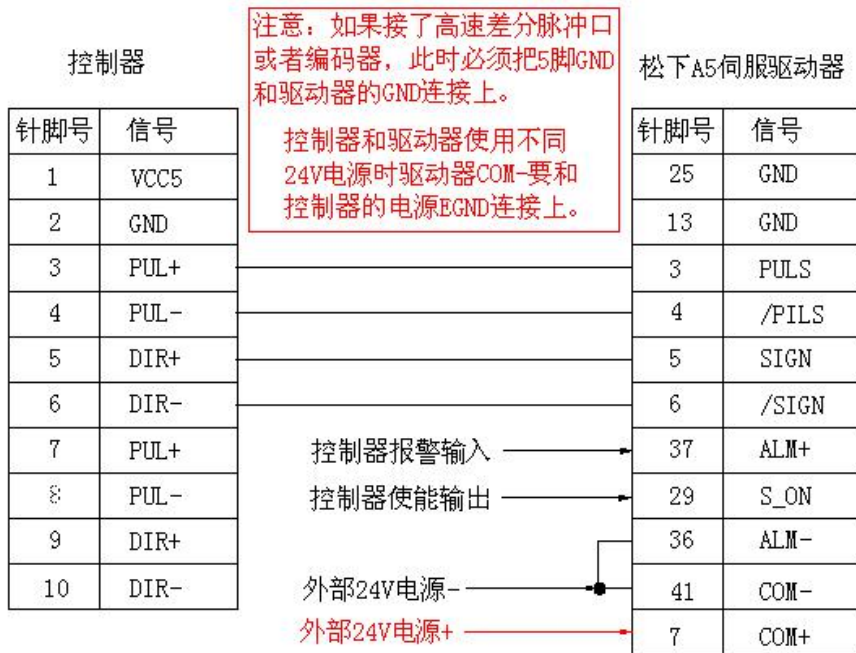 注意：如果接了高速差分脉冲口
或者编码器，此时必须把5脚GND
和驱动器的GND连接上。
控制器和驱动器使用不同
24V电源时驱动器COM-要和
控制器的电源EGND连接上。
控制器
针脚号 信号
1 VCC5
2 GND
3 PUL+
4 PUL-
5 DIR+
6 DIR-
7 PUL+
8 PUL-
9 DIR+
10 DIR-
控制器报警输入
控制器使能输出
外部24V电源-
外部24V电源+
松下A5伺服驱动器
针脚号 信号
25 GND
13 GND
3 PULS
4 /PILS
5 SIGN
6 /SIGN
37 ALM+
29 S_ON
36 ALM-
41 COM-
7 COM+